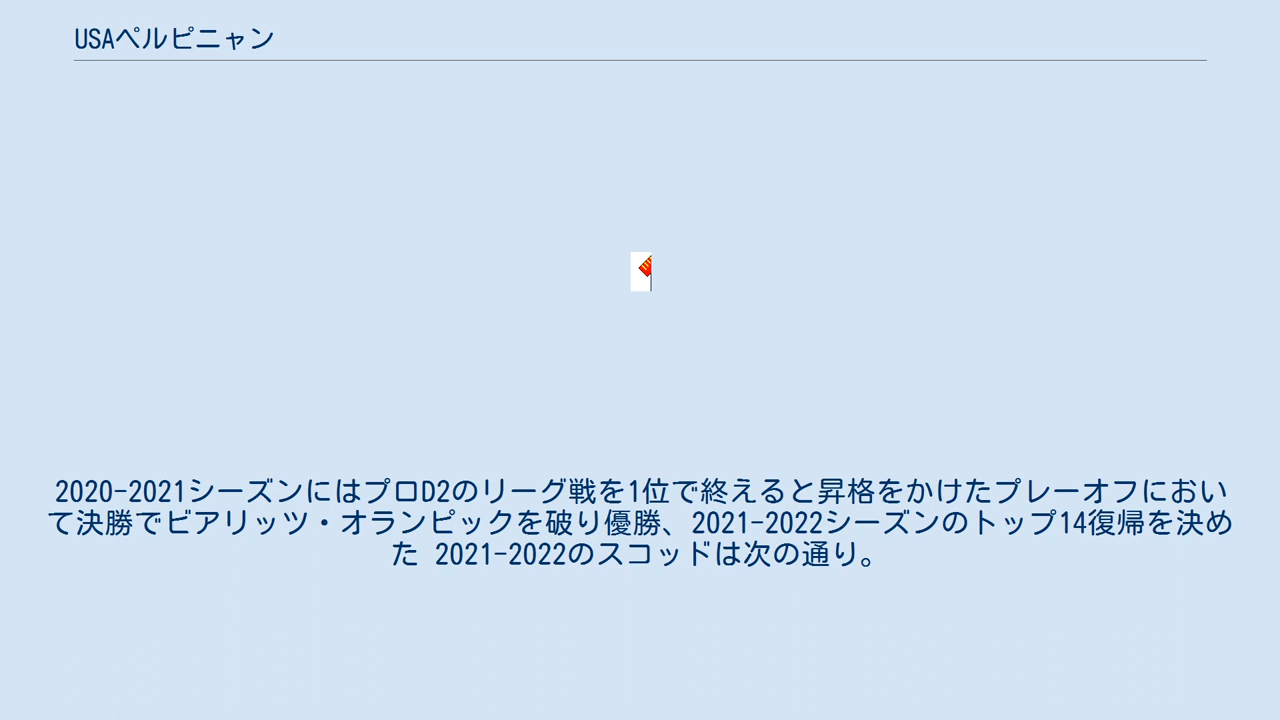 USAペルピニャン
2020-2021シーズンにはプロD2のリーグ戦を1位で終えると昇格をかけたプレーオフにおい
て決勝でビアリッツ・オランピックを破り優勝、2021-2022シーズンのトップ14復帰を決め
た 2021-2022のスコッドは次の通り。